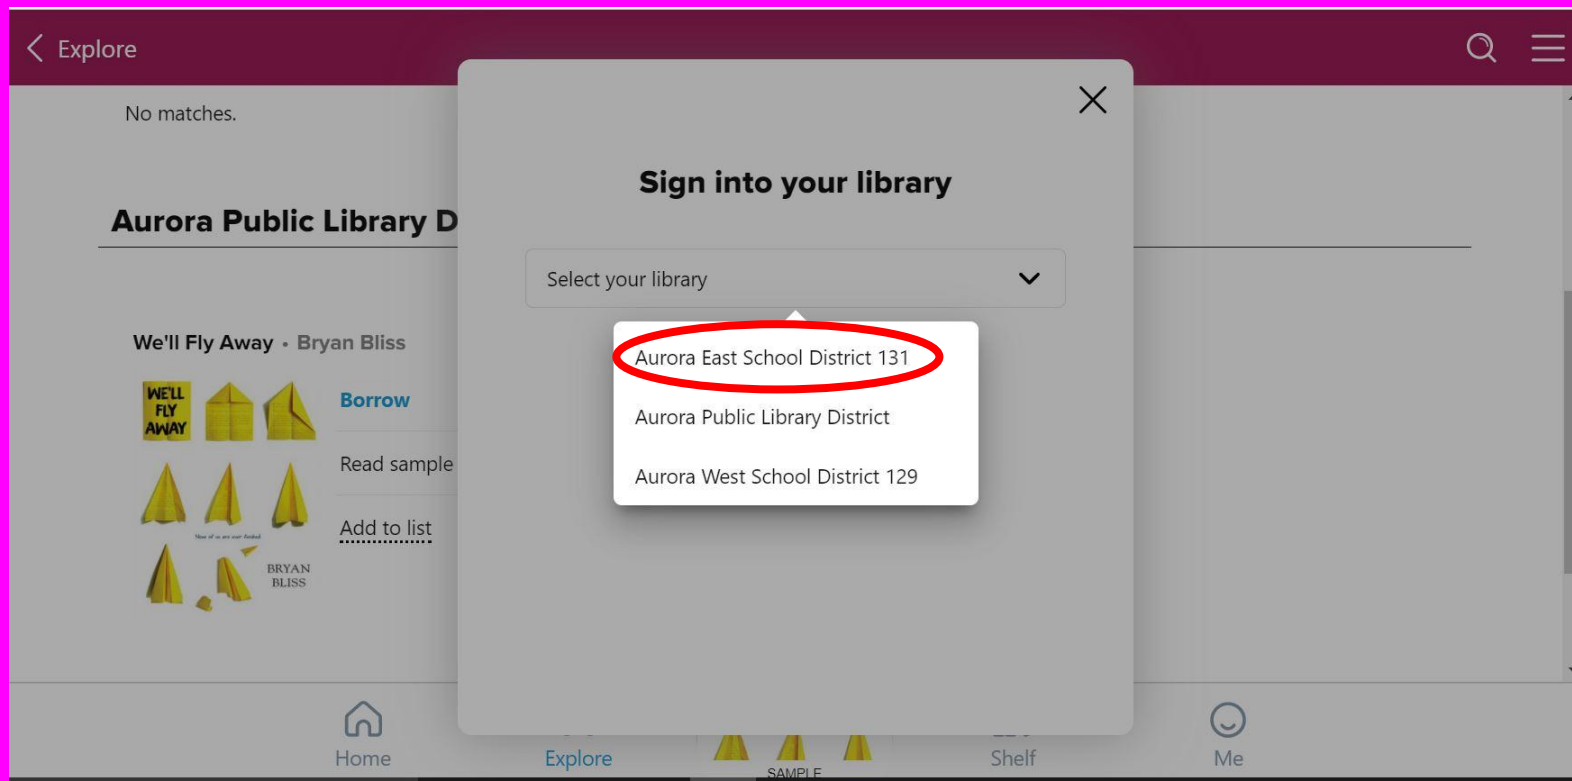 Explore
No matches.
Sign into your library
Aurora Public Library D
Select your library
We'll Fly Away • Bryan Bliss
Aurora East School District 131
WE'LL
FLY
AWAY
Borrow
Aurora Public Library District
Read sample
Aurora West School District 129
Add to list
BRYAN
BLISS
Home
Explore
SAMPLE
Shelf
Me